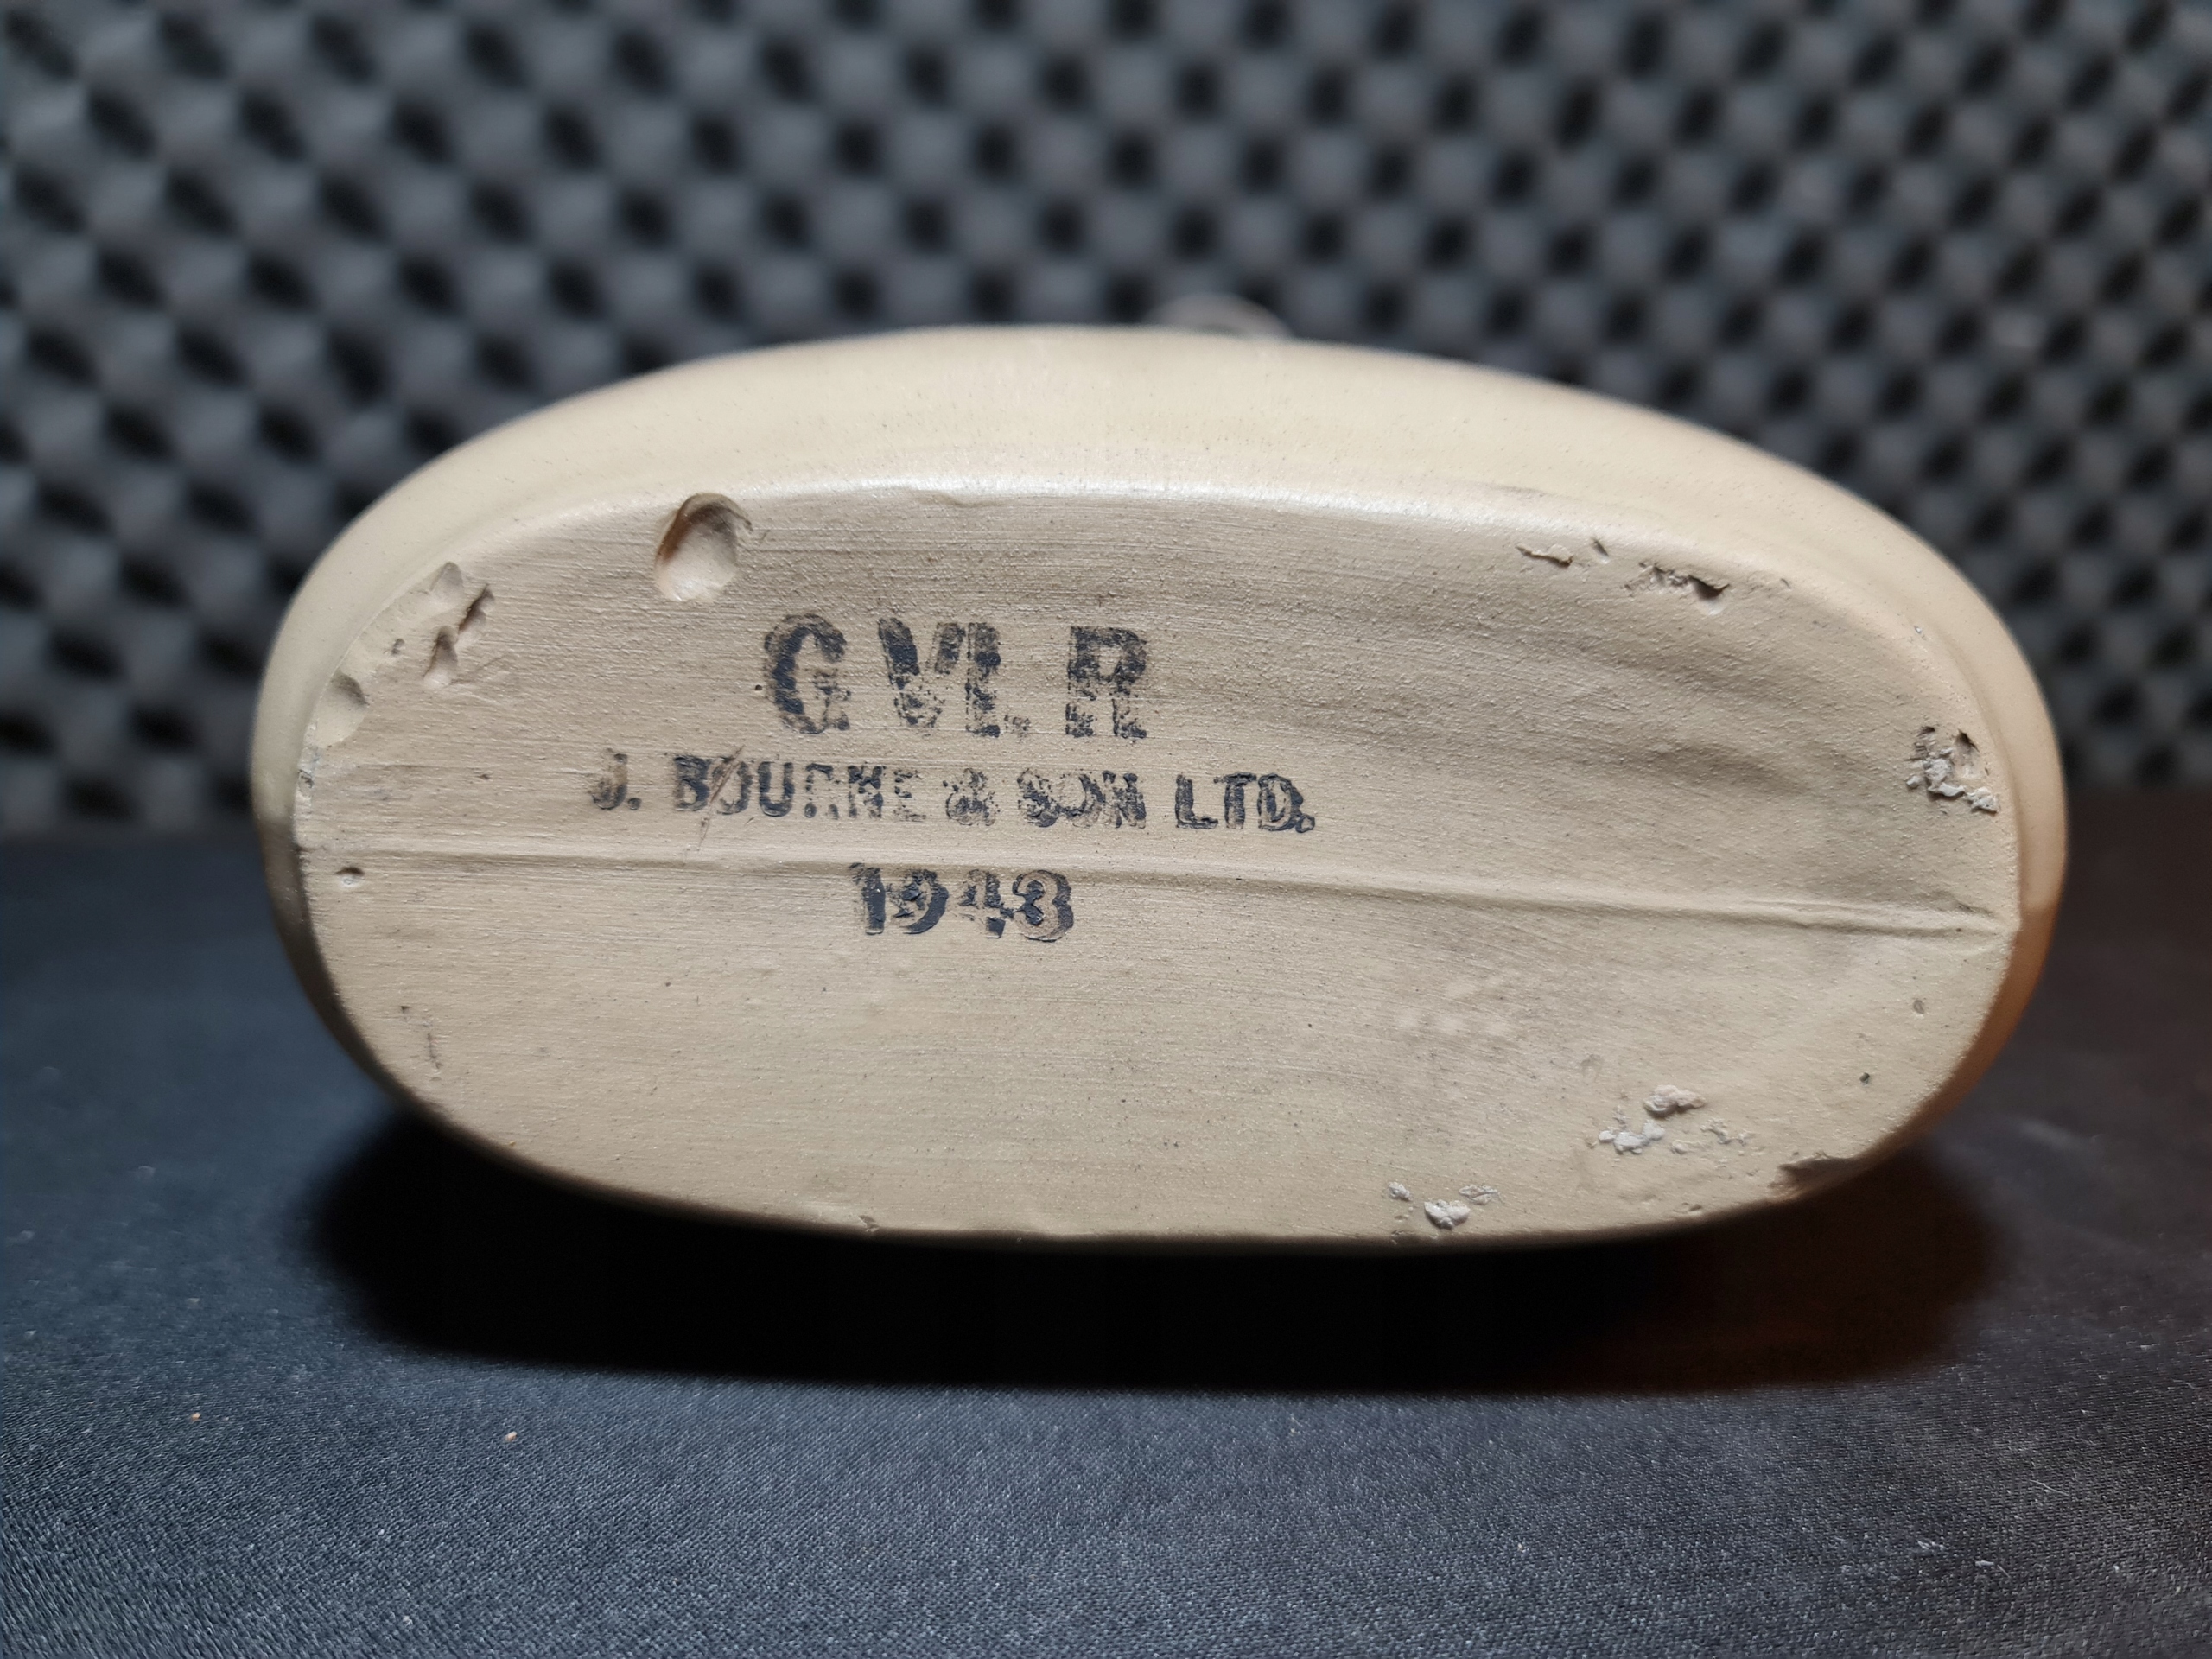 G VI. R
J. BOURNE & SON LTD.
1943